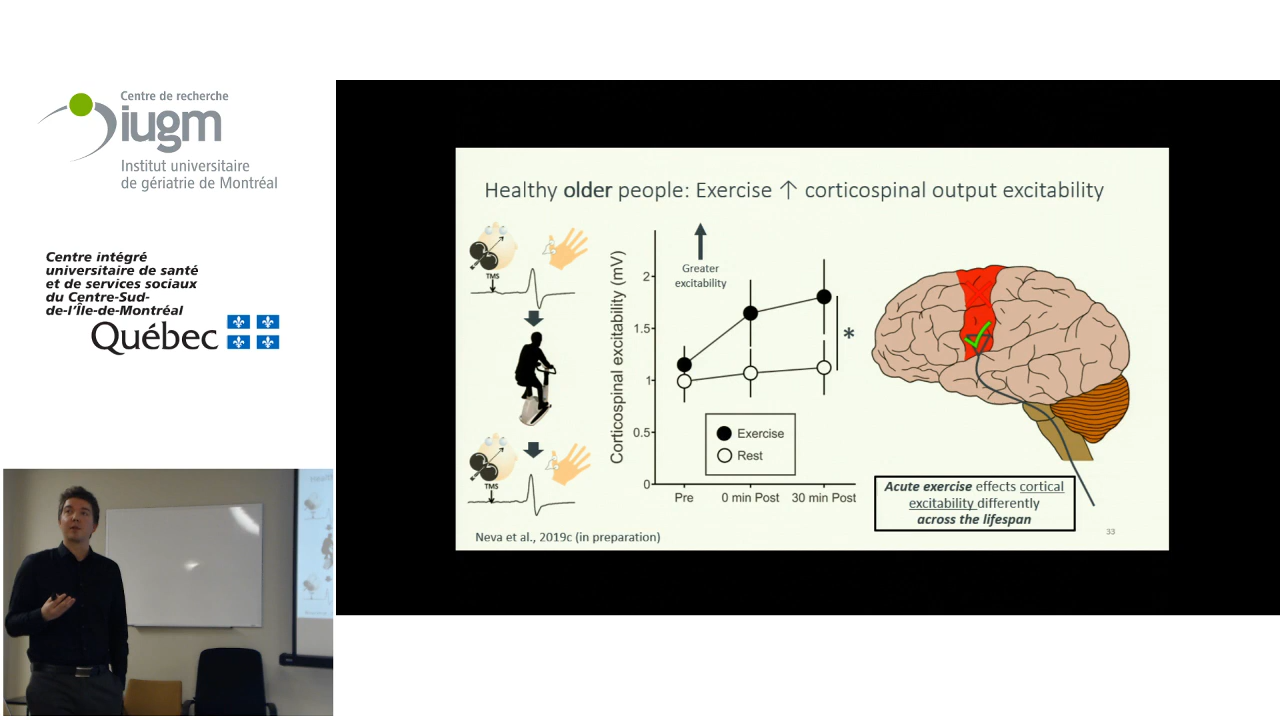 Centre de recherche
iugm
Institut universitaire
de gériatrie de Montréal
Centre intégré
universitaire de santé
et de services sociaux
du Centre-Sud-
de-l'Île-de-Montréal
Québec
Healthy older people: Exercise ↑ corticospinal output excitability
TMS
TMS
Corticospinal excitability (mV)
Greater
excitability
2
1.5
1
0.5
0
*
Exercise
Rest
Pre
0 min Post
30 min Post
Acute exercise effects cortical
excitability differently
across the lifespan
Neva et al., 2019c (in preparation)
33